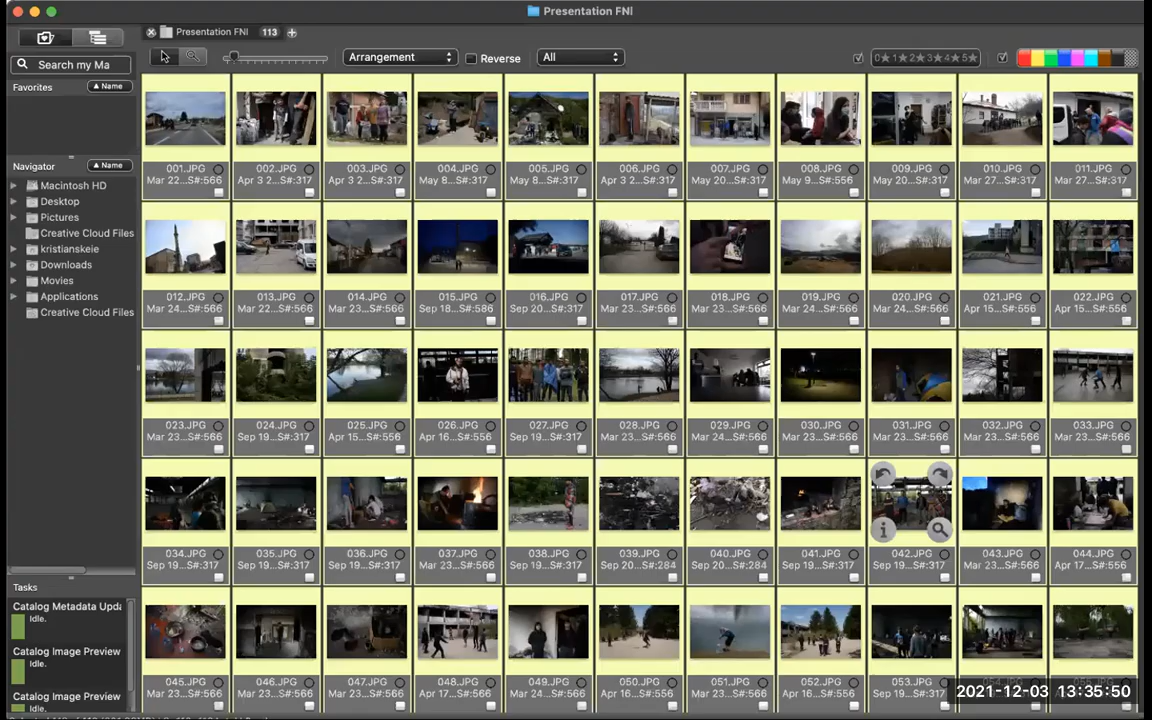 Presentation FNi
Presentation FNi 113
Search my Ma
Arrangement Reverse All 0★1★2★3★4★5★
Favorites Name
Navigator Name
Macintosh HD
Desktop
Pictures
Creative Cloud Files
kristianskeie
Downloads
Movies
Applications
Creative Cloud Files
001.JPG 002.JPG 003.JPG 004.JPG 005.JPG 006.JPG 007.JPG 008.JPG 009.JPG 010.JPG 011.JPG
Mar 22...S#:566 Apr 3 2...S#:317 Apr 3 2...S#:317 May 8...S#:317 May 8...S#:317 Apr 3 2...S#:317 May 20...S#:317 May 9...S#:556 May 20...S#:317 Mar 27...S#:317 Mar 27...S#:317
012.JPG 013.JPG 014.JPG 015.JPG 016.JPG 017.JPG 018.JPG 019.JPG 020.JPG 021.JPG 022.JPG
Mar 24...S#:317 Mar 22...S#:566 Mar 23...S#:566 Sep 18...S#:586 Sep 20...S#:317 Mar 23...S#:566 Mar 23...S#:566 Mar 23...S#:566 Mar 23...S#:566 Apr 15...S#:556 Apr 15...S#:556
023.JPG 024.JPG 025.JPG 026.JPG 027.JPG 028.JPG 029.JPG 030.JPG 031.JPG 032.JPG 033.JPG
Mar 23...S#:566 Sep 19...S#:317 Apr 15...S#:556 Apr 16...S#:556 Sep 19...S#:317 Mar 23...S#:566 Mar 24...S#:566 Mar 23...S#:566 Mar 23...S#:566 Mar 23...S#:566 Mar 23...S#:566
034.JPG 035.JPG 036.JPG 037.JPG 038.JPG 039.JPG 040.JPG 041.JPG 042.JPG 043.JPG 044.JPG
Sep 19...S#:317 Sep 19...S#:317 Sep 19...S#:317 Mar 23...S#:566 Sep 19...S#:317 Sep 20...S#:284 Sep 20...S#:284 Sep 19...S#:317 Sep 19...S#:317 Mar 23...S#:566 Apr 17...S#:556
Tasks
Catalog Metadata Upda
Idle.
Catalog Image Preview
Idle.
Catalog Image Preview
Idle.
045.JPG 046.JPG 047.JPG 048.JPG 049.JPG 050.JPG 051.JPG 052.JPG 053.JPG
Sep 19...S#:317 Mar 23...S#:566 Mar 23...S#:566 Apr 17...S#:566 Mar 24...S#:566 Apr 16...S#:556 Mar 23...S#:566 Apr 16...S#:556 Sep 19...S#:317
2021-12-03 13:35:50